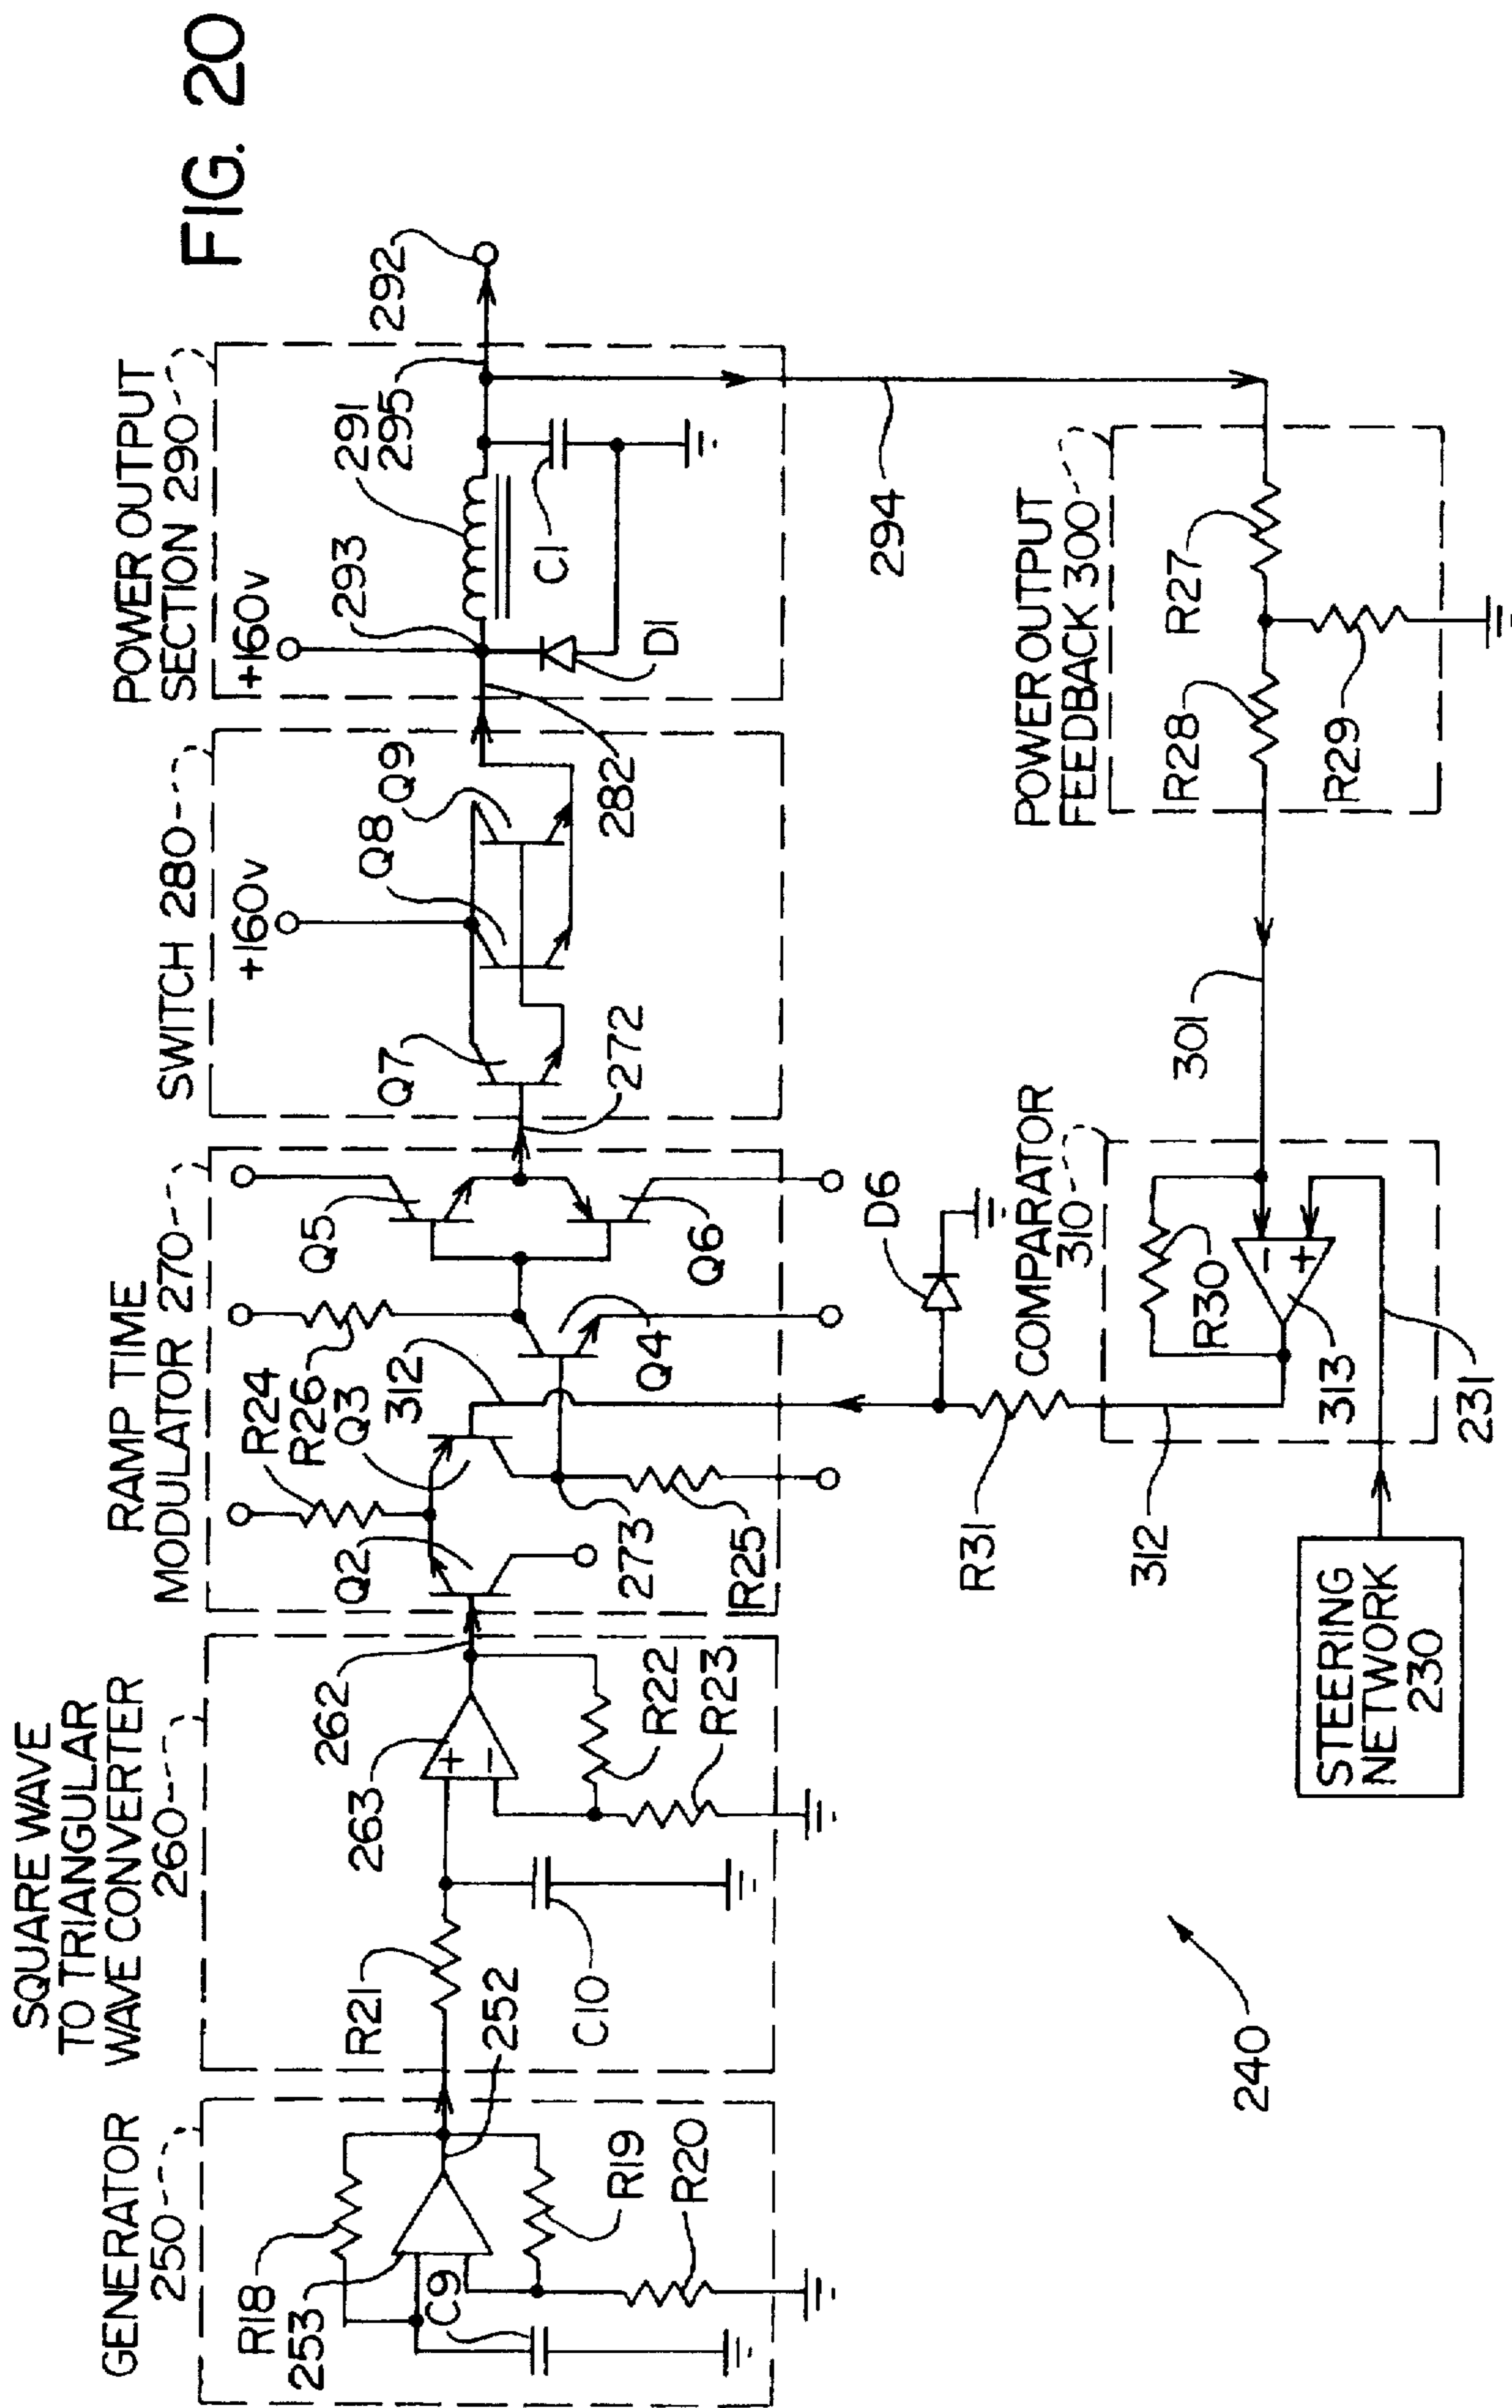 FIG. 20
GENERATOR
250
R18
253
C9
R19
R20
252
SQUARE WAVE
TO TRIANGULAR
WAVE CONVERTER
260
R21
C10
263
+
−
262
R22
R23
RAMP TIME
MODULATOR 270
R24
R26
Q2
Q3
312
273
R25
Q4
Q5
Q6
272
SWITCH 280
+160v
Q7
Q8
Q9
282
POWER OUTPUT
SECTION 290
+160v
293
291
295
292
C1
D1
294
POWER OUTPUT
FEEDBACK 300
R27
R28
R29
301
COMPARATOR
310
R30
−
+
313
231
312
R31
D6
STEERING
NETWORK
230
240